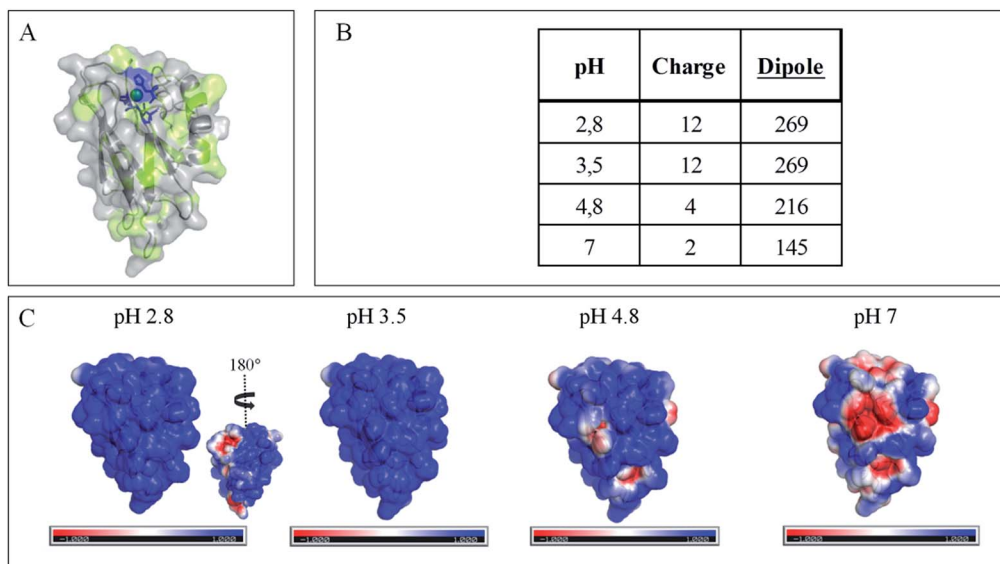 A
B
pH Charge Dipole
2,8 12 269
3,5 12 269
4,8 4 216
7 2 145
C
pH 2.8
pH 3.5
pH 4.8
pH 7
180°
-1.000 1.000
-1.000 1.000
-1.000 1.000
-1.000 1.000